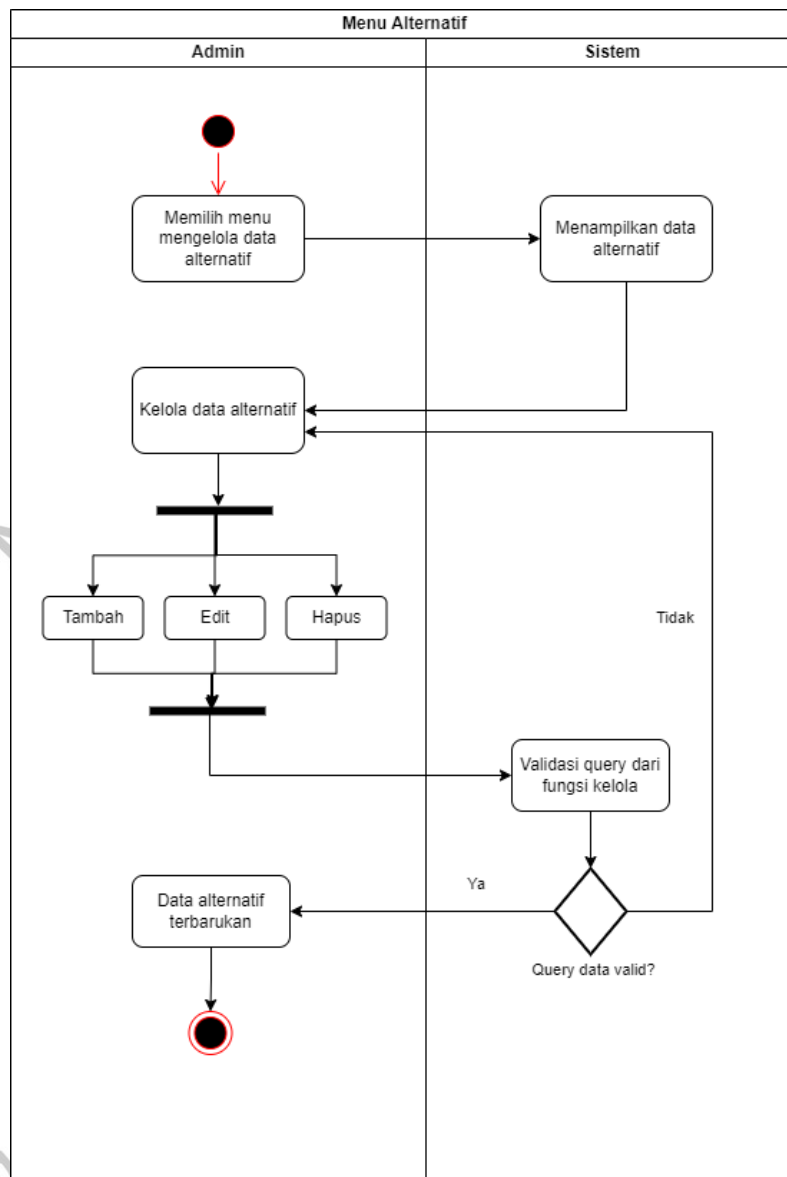 Menu Alternatif
Admin
Sistem
Memilih menu
mengelola data
alternatif
Menampilkan data
alternatif
Kelola data alternatif
Tambah
Edit
Hapus
Tidak
Validasi query dari
fungsi kelola
Ya
Data alternatif
terbarukan
Query data valid?